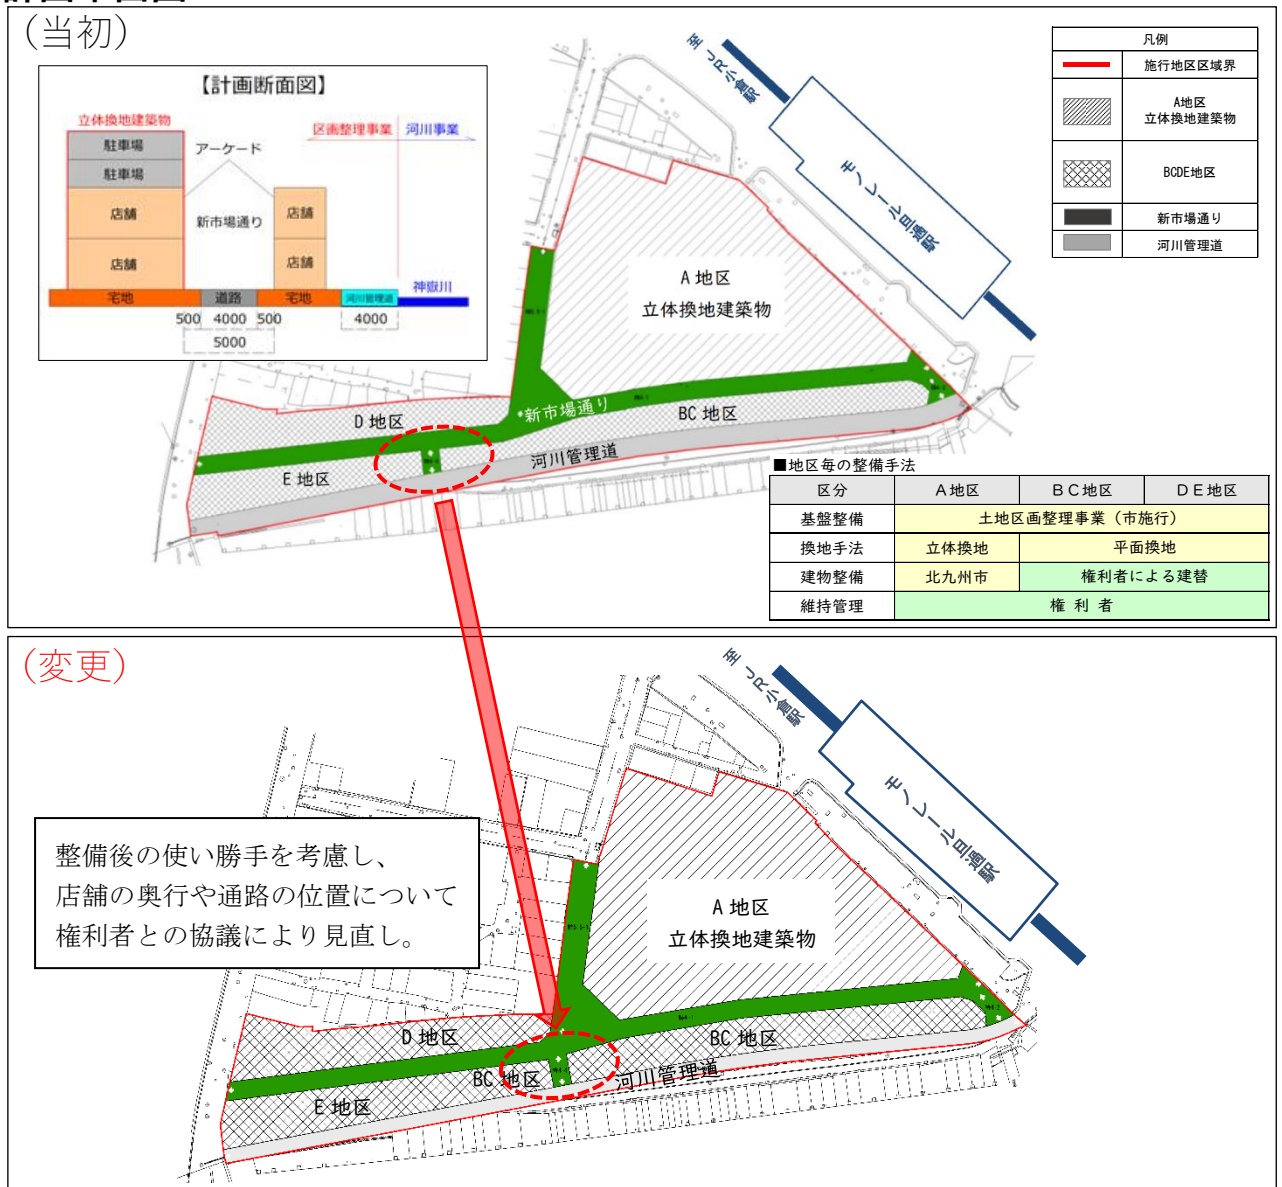 (当初)
【計画断面図】
立体換地建築物
区画整理事業
河川事業
駐車場
アーケード
駐車場
店舗
新市場通り
店舗
店舗
店舗
宅地
道路
宅地
河川管理道
神嶽川
500
4000
500
4000
5000
至JR小倉駅
モノレール旦過駅
凡例
施行地区区域界
A地区
立体換地建築物
BCDE地区
新市場通り
河川管理道
A 地区
立体換地建築物
D 地区
新市場通り
BC 地区
E 地区
河川管理道
■地区毎の整備手法
区分 A地区 BC地区 DE地区
基盤整備 土地区画整理事業（市施行）
換地手法 立体換地 平面換地
建物整備 北九州市 権利者による建替
維持管理 権利者
(変更)
至JR小倉駅
モノレール旦過駅
整備後の使い勝手を考慮し、
店舗の奥行や通路の位置について
権利者との協議により見直し。
A 地区
立体換地建築物
D 地区
BC 地区
BC 地区
河川管理道
E 地区